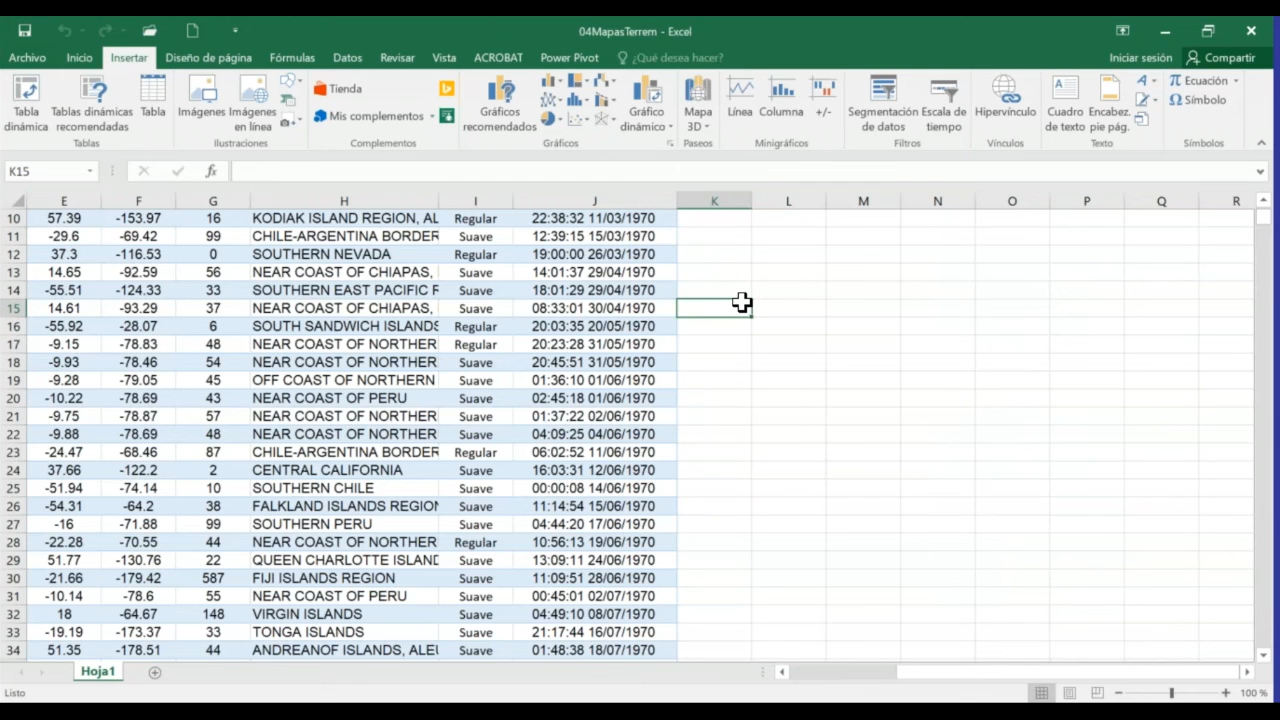 04MapasTerrem - Excel
Archivo Inicio Insertar Diseño de página Fórmulas Datos Revisar Vista ACROBAT Power Pivot ¿Qué desea hacer? Iniciar sesión Compartir
Tabla dinámica Tablas dinámicas recomendadas Tabla Imágenes Imágenes en línea Tienda Mis complementos Gráficos recomendados Gráfico dinámico Mapa 3D Línea Columna +/- Segmentación de datos Escala de tiempo Hipervínculo Cuadro de texto Encabez. pie pág. Ecuación Símbolo
Tablas Ilustraciones Complementos Gráficos Paseos Minigráficos Filtros Vínculos Texto Símbolos
K15 fx
E F G H I J K L M N O P Q R
10 57.39 -153.97 16 KODIAK ISLAND REGION, AL Regular 22:38:32 11/03/1970
11 -29.6 -69.42 99 CHILE-ARGENTINA BORDER Suave 12:39:15 15/03/1970
12 37.3 -116.53 0 SOUTHERN NEVADA Regular 19:00:00 26/03/1970
13 14.65 -92.59 56 NEAR COAST OF CHIAPAS, Suave 14:01:37 29/04/1970
14 -55.51 -124.33 33 SOUTHERN EAST PACIFIC R Suave 18:01:29 29/04/1970
15 14.61 -93.29 37 NEAR COAST OF CHIAPAS, Suave 08:33:01 30/04/1970
16 -55.92 -28.07 6 SOUTH SANDWICH ISLANDS Regular 20:03:35 20/05/1970
17 -9.15 -78.83 48 NEAR COAST OF NORTHER Regular 20:23:28 31/05/1970
18 -9.93 -78.46 54 NEAR COAST OF NORTHER Suave 20:45:51 31/05/1970
19 -9.28 -79.05 45 OFF COAST OF NORTHERN Suave 01:36:10 01/06/1970
20 -10.22 -78.69 43 NEAR COAST OF PERU Suave 02:45:18 01/06/1970
21 -9.75 -78.87 57 NEAR COAST OF NORTHER Suave 01:37:22 02/06/1970
22 -9.88 -78.69 48 NEAR COAST OF NORTHER Suave 04:09:25 04/06/1970
23 -24.47 -68.46 87 CHILE-ARGENTINA BORDER Regular 06:02:52 11/06/1970
24 37.66 -122.2 2 CENTRAL CALIFORNIA Suave 16:03:31 12/06/1970
25 -51.94 -74.14 10 SOUTHERN CHILE Suave 00:00:08 14/06/1970
26 -54.31 -64.2 38 FALKLAND ISLANDS REGION Suave 11:14:54 15/06/1970
27 -16 -71.88 99 SOUTHERN PERU Suave 04:44:20 17/06/1970
28 -22.28 -70.55 44 NEAR COAST OF NORTHER Regular 10:56:13 19/06/1970
29 51.77 -130.76 22 QUEEN CHARLOTTE ISLAND Suave 13:09:11 24/06/1970
30 -21.66 -179.42 587 FIJI ISLANDS REGION Suave 11:09:51 28/06/1970
31 -10.14 -78.6 55 NEAR COAST OF PERU Suave 00:45:01 02/07/1970
32 18 -64.67 148 VIRGIN ISLANDS Suave 04:49:10 08/07/1970
33 -19.19 -173.37 33 TONGA ISLANDS Suave 21:17:44 16/07/1970
34 51.35 -178.51 44 ANDREANOF ISLANDS, ALEU Suave 01:48:38 18/07/1970
Hoja1
Listo 100 %